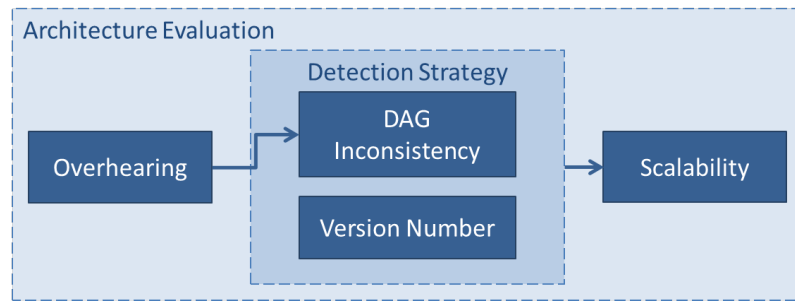 Architecture Evaluation
Detection Strategy
Overhearing
DAG
Inconsistency
Version Number
Scalability